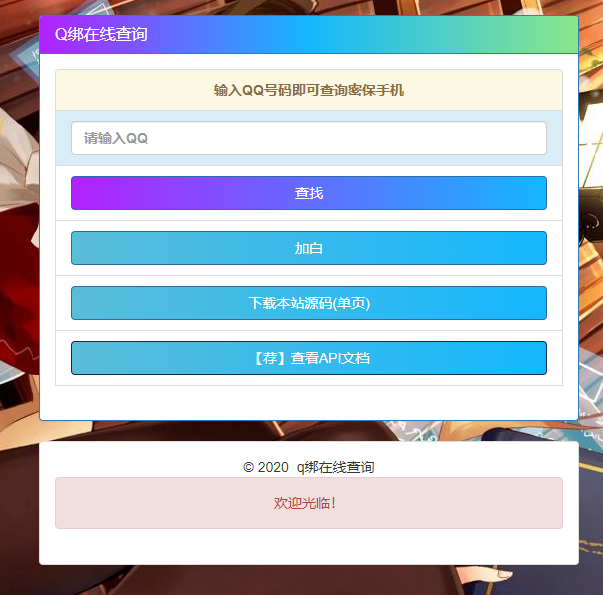 Q绑在线查询
输入QQ号码即可查询密保手机
请输入QQ
查找
加白
下载本站源码(单页)
【荐】查看API文档
© 2020 q绑在线查询
欢迎光临!